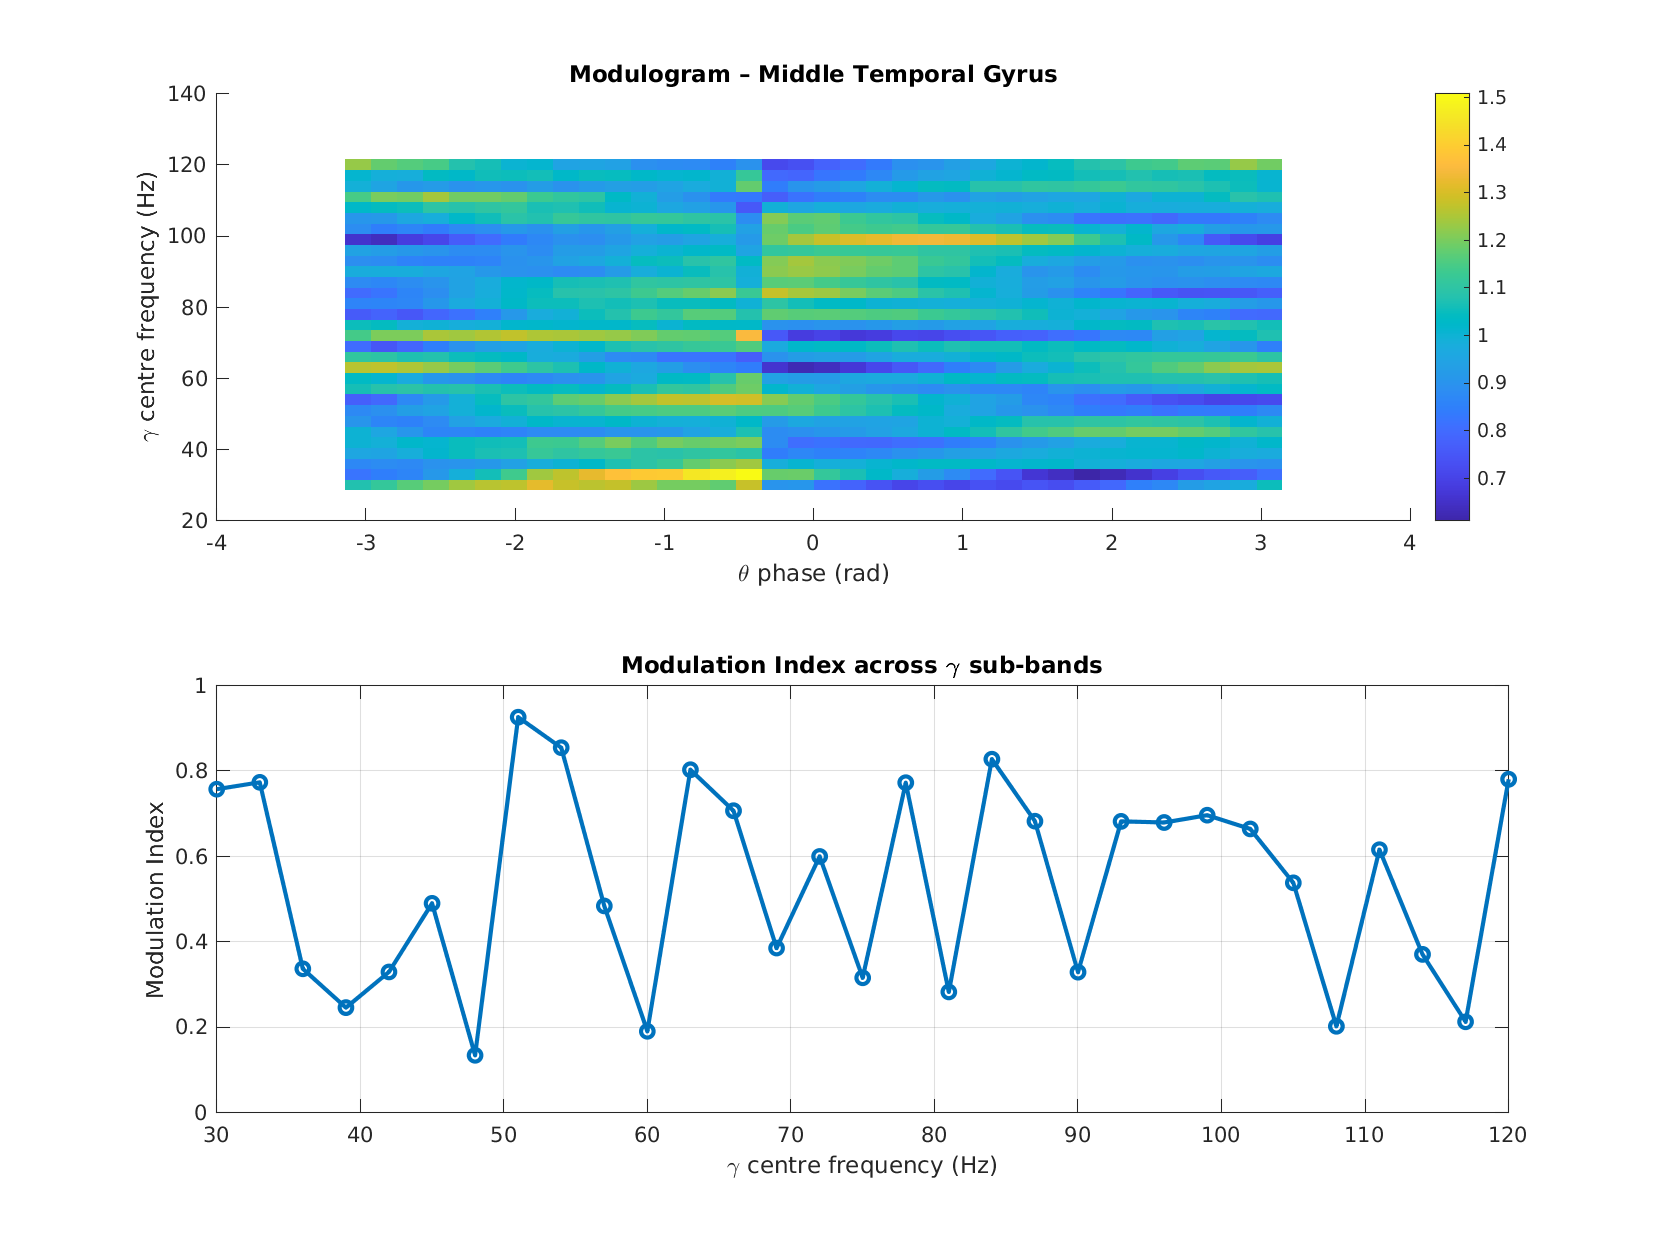 Modulogram – Middle Temporal Gyrus
140
120
100
80
60
40
20
γ centre frequency (Hz)
-4 -3 -2 -1 0 1 2 3 4
θ phase (rad)
1.5
1.4
1.3
1.2
1.1
1
0.9
0.8
0.7
Modulation Index across γ sub-bands
1
0.8
0.6
0.4
0.2
0
Modulation Index
30 40 50 60 70 80 90 100 110 120
γ centre frequency (Hz)